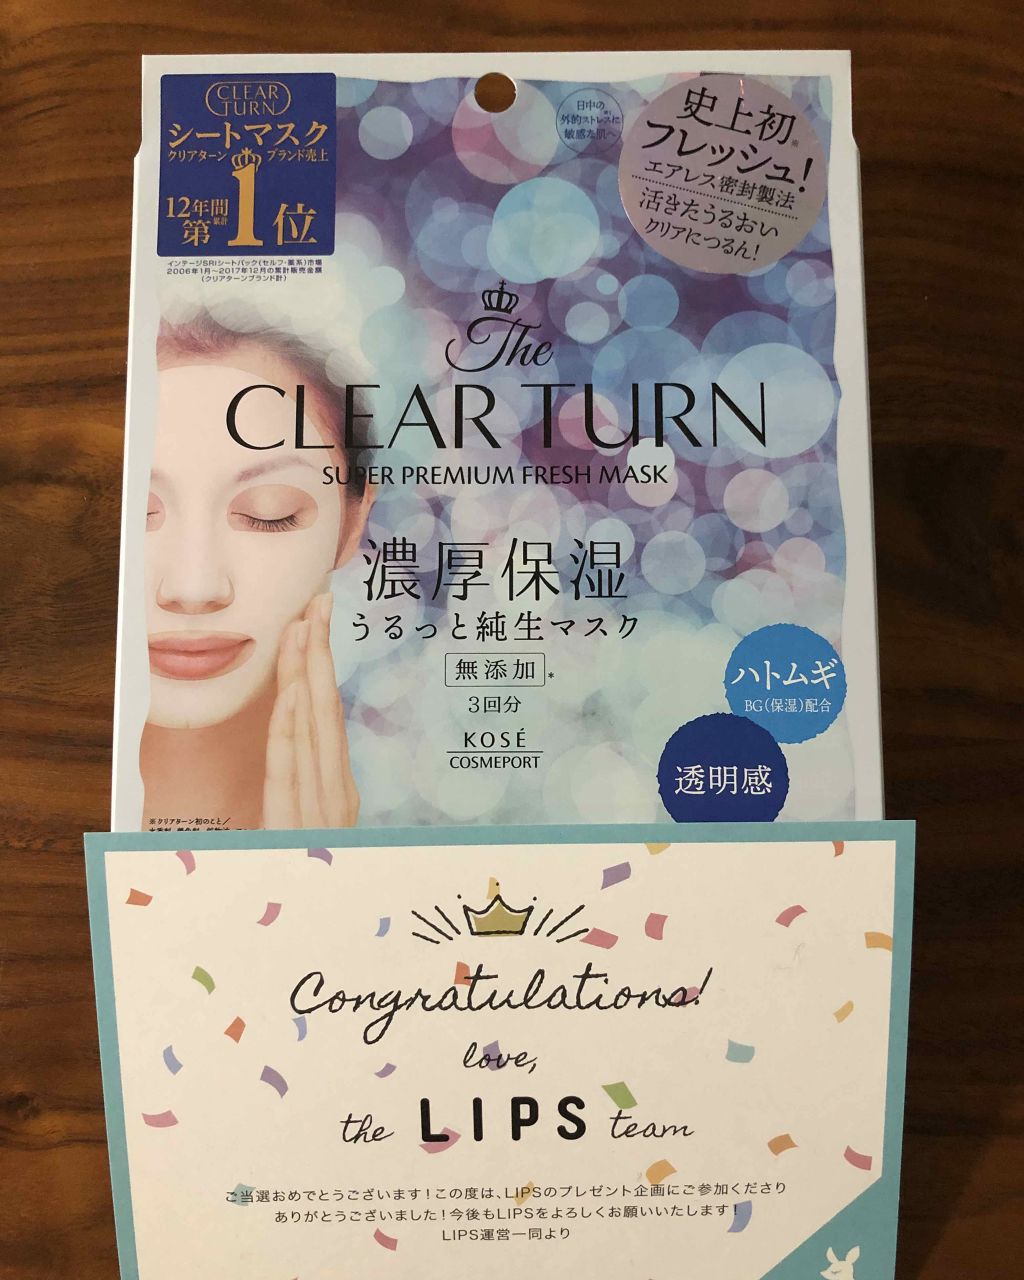 CLEAR
TURN
シートマスク
クリアターン ブランド売上
12年間
累計
第1位
インテージSRIシートパック(セルフ・薬系)市場
2006年1月~2017年12月の累計販売金額
(クリアターンブランド計)
日中の
外的ストレスに
敏感な肌へ
史上初※
フレッシュ!
エアレス密封製法
活きたうるおい
クリアにつるん!
The
CLEAR TURN
SUPER PREMIUM FRESH MASK
濃厚保湿
うるっと純生マスク
無添加*
3回分
KOSÉ
COSMEPORT
ハトムギ
BG(保湿)配合
透明感
※クリアターン初のこと/
Congratulations!
love,
the LIPS team
ご当選おめでとうございます!この度は、LIPSのプレゼント企画にご参加くださり
ありがとうございました!今後もLIPSをよろしくお願いいたします!
LIPS運営一同より